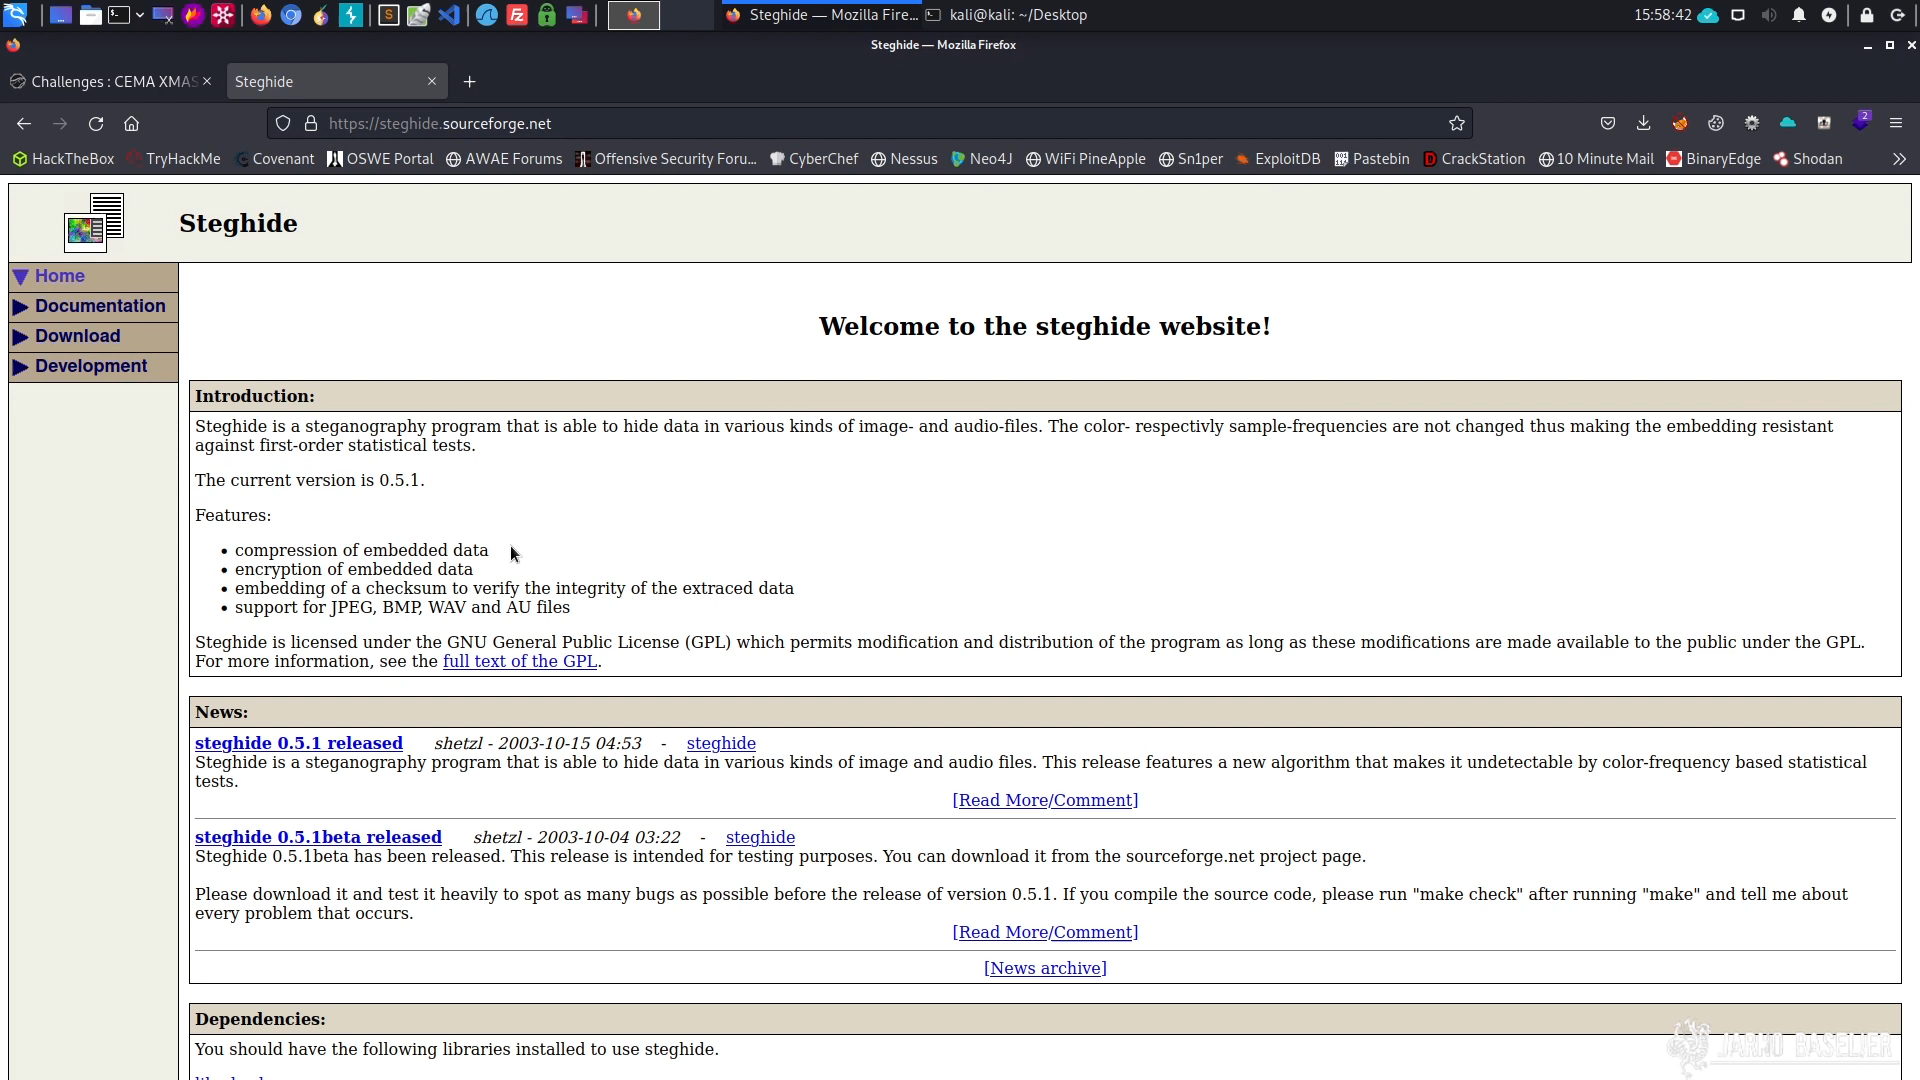 Steghide — Mozilla Fire...
kali@kali: ~/Desktop
15:58:42
Steghide — Mozilla Firefox
Challenges : CEMA XMAS
Steghide
https://steghide.sourceforge.net
2
HackTheBox
TryHackMe
Covenant
OSWE Portal
AWAE Forums
Offensive Security Foru...
CyberChef
Nessus
Neo4J
WiFi PineApple
Sn1per
ExploitDB
Pastebin
CrackStation
10 Minute Mail
BinaryEdge
Shodan
Steghide
Home
Documentation
Download
Development
Welcome to the steghide website!
Introduction:
Steghide is a steganography program that is able to hide data in various kinds of image- and audio-files. The color- respectivly sample-frequencies are not changed thus making the embedding resistant
against first-order statistical tests.
The current version is 0.5.1.
Features:
• compression of embedded data
• encryption of embedded data
• embedding of a checksum to verify the integrity of the extraced data
• support for JPEG, BMP, WAV and AU files
Steghide is licensed under the GNU General Public License (GPL) which permits modification and distribution of the program as long as these modifications are made available to the public under the GPL.
For more information, see the full text of the GPL.
News:
steghide 0.5.1 released shetzl - 2003-10-15 04:53 - steghide
Steghide is a steganography program that is able to hide data in various kinds of image and audio files. This release features a new algorithm that makes it undetectable by color-frequency based statistical
tests.
[Read More/Comment]
steghide 0.5.1beta released shetzl - 2003-10-04 03:22 - steghide
Steghide 0.5.1beta has been released. This release is intended for testing purposes. You can download it from the sourceforge.net project page.
Please download it and test it heavily to spot as many bugs as possible before the release of version 0.5.1. If you compile the source code, please run "make check" after running "make" and tell me about
every problem that occurs.
[Read More/Comment]
[News archive]
Dependencies:
You should have the following libraries installed to use steghide.
JARNO BASELIER